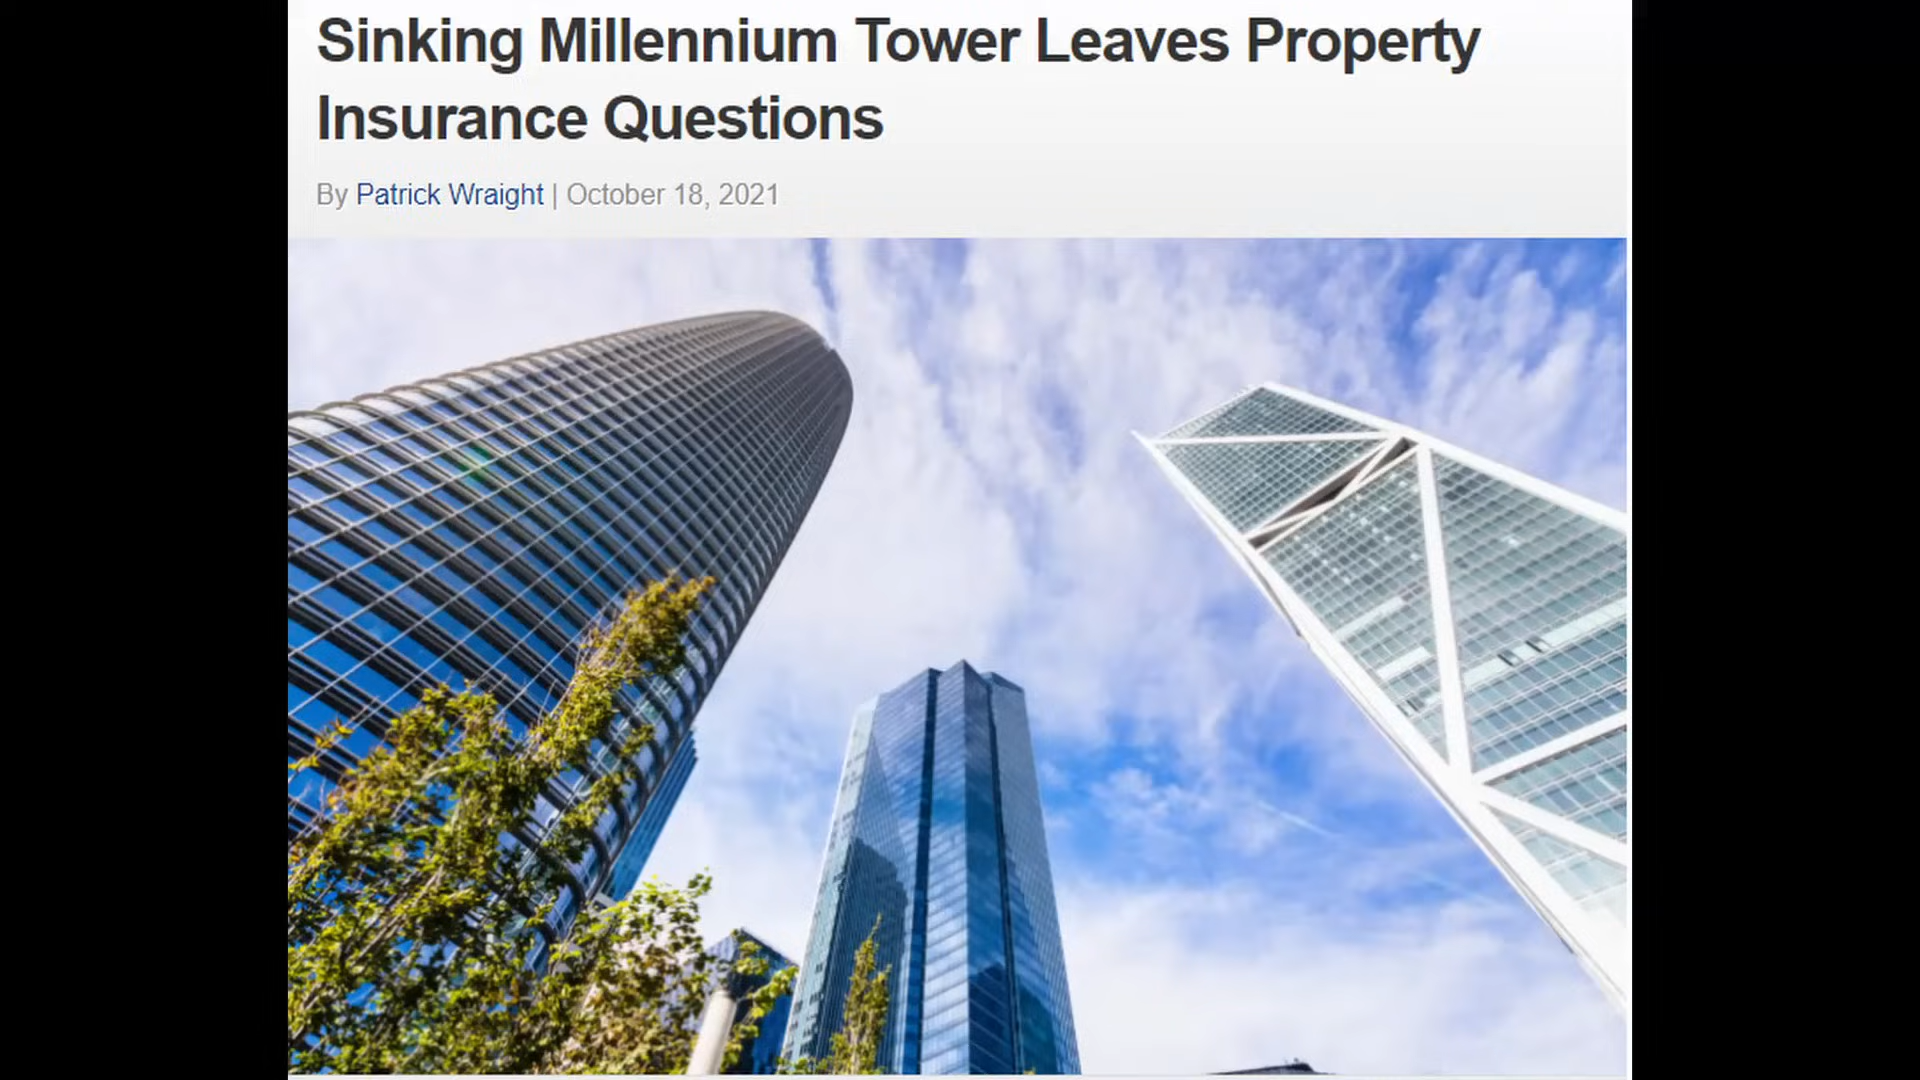 Sinking Millennium Tower Leaves Property
Insurance Questions
By Patrick Wraight | October 18, 2021